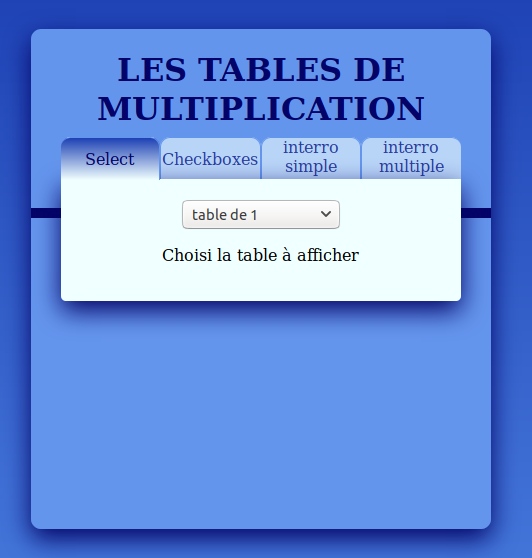 LES TABLES DE
MULTIPLICATION
Select
Checkboxes
interro
simple
interro
multiple
table de 1
Choisi la table à afficher